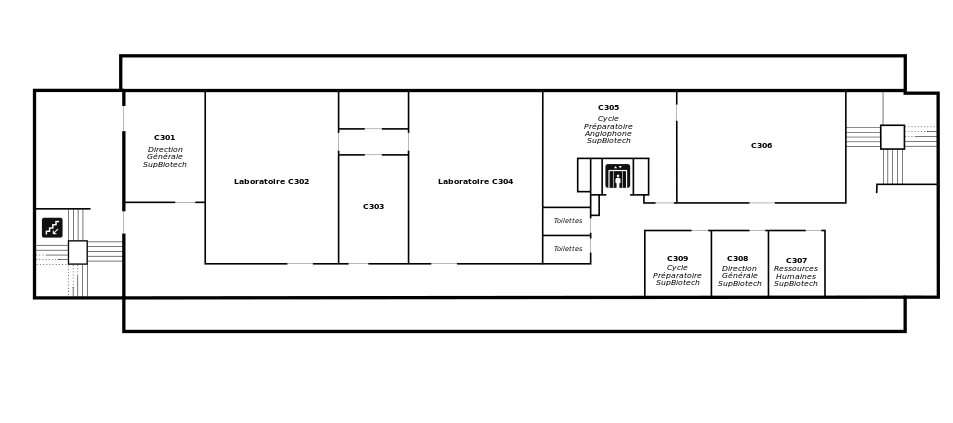 C301
Direction
Générale
SupBiotech
Laboratoire C302
C303
Laboratoire C304
C305
Cycle
Préparatoire
Anglophone
SupBiotech
C306
Toilettes
Toilettes
C309
Cycle
Préparatoire
SupBiotech
C308
Direction
Générale
SupBiotech
C307
Ressources
Humaines
SupBiotech